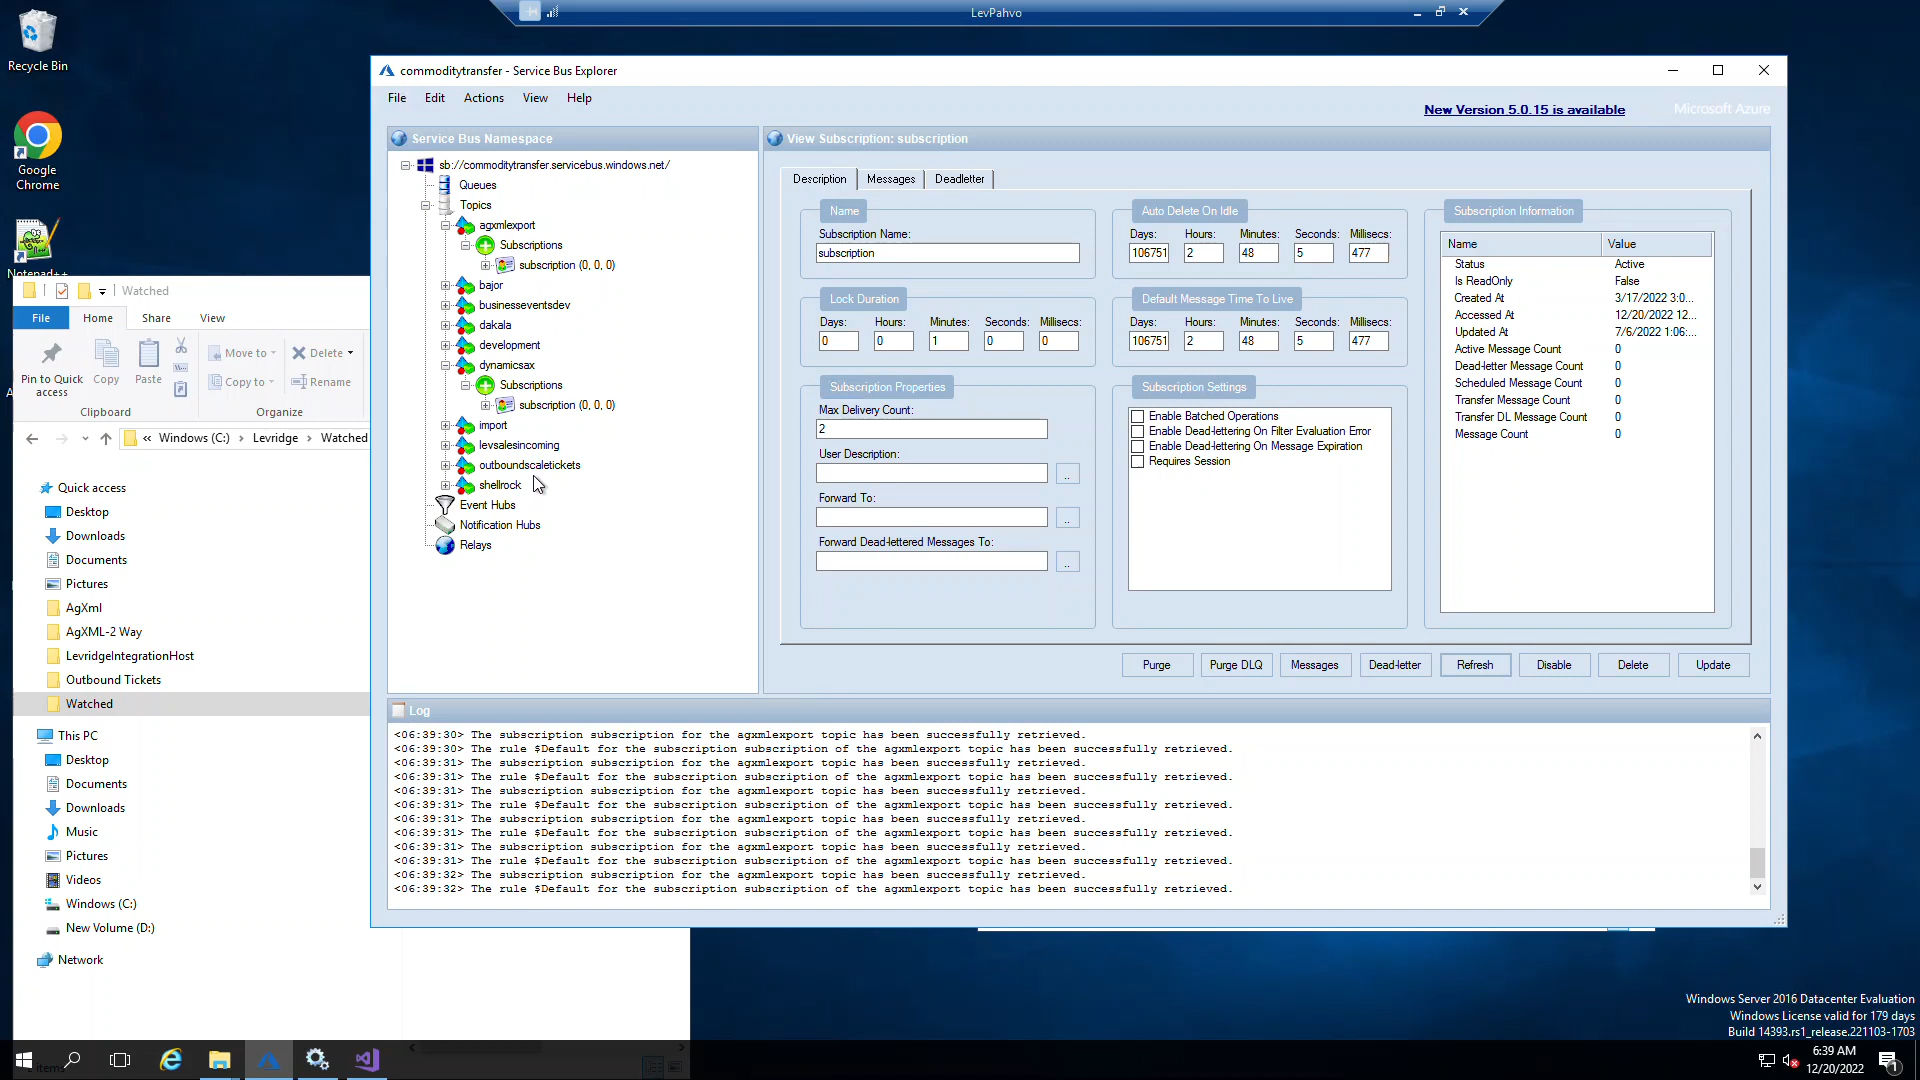 LevPahvo
Recycle Bin
Google
Chrome
Notepad++
Watched
File
Home
Share
View
Pin to Quick
access
Copy
Paste
Clipboard
Move to
Copy to
Delete
Rename
Organize
« Windows (C:) > Levridge > Watched
Quick access
Desktop
Downloads
Documents
Pictures
AgXml
AgXML-2 Way
LevridgeIntegrationHost
Outbound Tickets
Watched
This PC
Desktop
Documents
Downloads
Music
Pictures
Videos
Windows (C:)
New Volume (D:)
Network
commoditytransfer - Service Bus Explorer
File Edit Actions View Help
New Version 5.0.15 is available
Microsoft Azure
Service Bus Namespace
sb://commoditytransfer.servicebus.windows.net/
Queues
Topics
agxmlexport
Subscriptions
subscription (0, 0, 0)
bajor
businesseventsdev
dakala
development
dynamicsax
Subscriptions
subscription (0, 0, 0)
import
levsalesincoming
outboundscaletickets
shellrock
Event Hubs
Notification Hubs
Relays
View Subscription: subscription
Description Messages Deadletter
Name
Subscription Name:
subscription
Auto Delete On Idle
Days: Hours: Minutes: Seconds: Millisecs:
106751 2 48 5 477
Lock Duration
Days: Hours: Minutes: Seconds: Millisecs:
0 0 1 0 0
Default Message Time To Live
Days: Hours: Minutes: Seconds: Millisecs:
106751 2 48 5 477
Subscription Properties
Max Delivery Count:
2
User Description:
..
Forward To:
..
Forward Dead-lettered Messages To:
..
Subscription Settings
Enable Batched Operations
Enable Dead-lettering On Filter Evaluation Error
Enable Dead-lettering On Message Expiration
Requires Session
Subscription Information
Name Value
Status Active
Is ReadOnly False
Created At 3/17/2022 3:0...
Accessed At 12/20/2022 12...
Updated At 7/6/2022 1:06:...
Active Message Count 0
Dead-letter Message Count 0
Scheduled Message Count 0
Transfer Message Count 0
Transfer DL Message Count 0
Message Count 0
Purge Purge DLQ Messages Dead-letter Refresh Disable Delete Update
Log
<06:39:30> The subscription subscription for the agxmlexport topic has been successfully retrieved.
<06:39:30> The rule $Default for the subscription subscription of the agxmlexport topic has been successfully retrieved.
<06:39:31> The subscription subscription for the agxmlexport topic has been successfully retrieved.
<06:39:31> The rule $Default for the subscription subscription of the agxmlexport topic has been successfully retrieved.
<06:39:31> The subscription subscription for the agxmlexport topic has been successfully retrieved.
<06:39:31> The rule $Default for the subscription subscription of the agxmlexport topic has been successfully retrieved.
<06:39:31> The subscription subscription for the agxmlexport topic has been successfully retrieved.
<06:39:31> The rule $Default for the subscription subscription of the agxmlexport topic has been successfully retrieved.
<06:39:31> The subscription subscription for the agxmlexport topic has been successfully retrieved.
<06:39:31> The rule $Default for the subscription subscription of the agxmlexport topic has been successfully retrieved.
<06:39:32> The subscription subscription for the agxmlexport topic has been successfully retrieved.
<06:39:32> The rule $Default for the subscription subscription of the agxmlexport topic has been successfully retrieved.
Windows Server 2016 Datacenter Evaluation
Windows License valid for 179 days
Build 14393.rs1_release.221103-1703
6:39 AM
12/20/2022
1